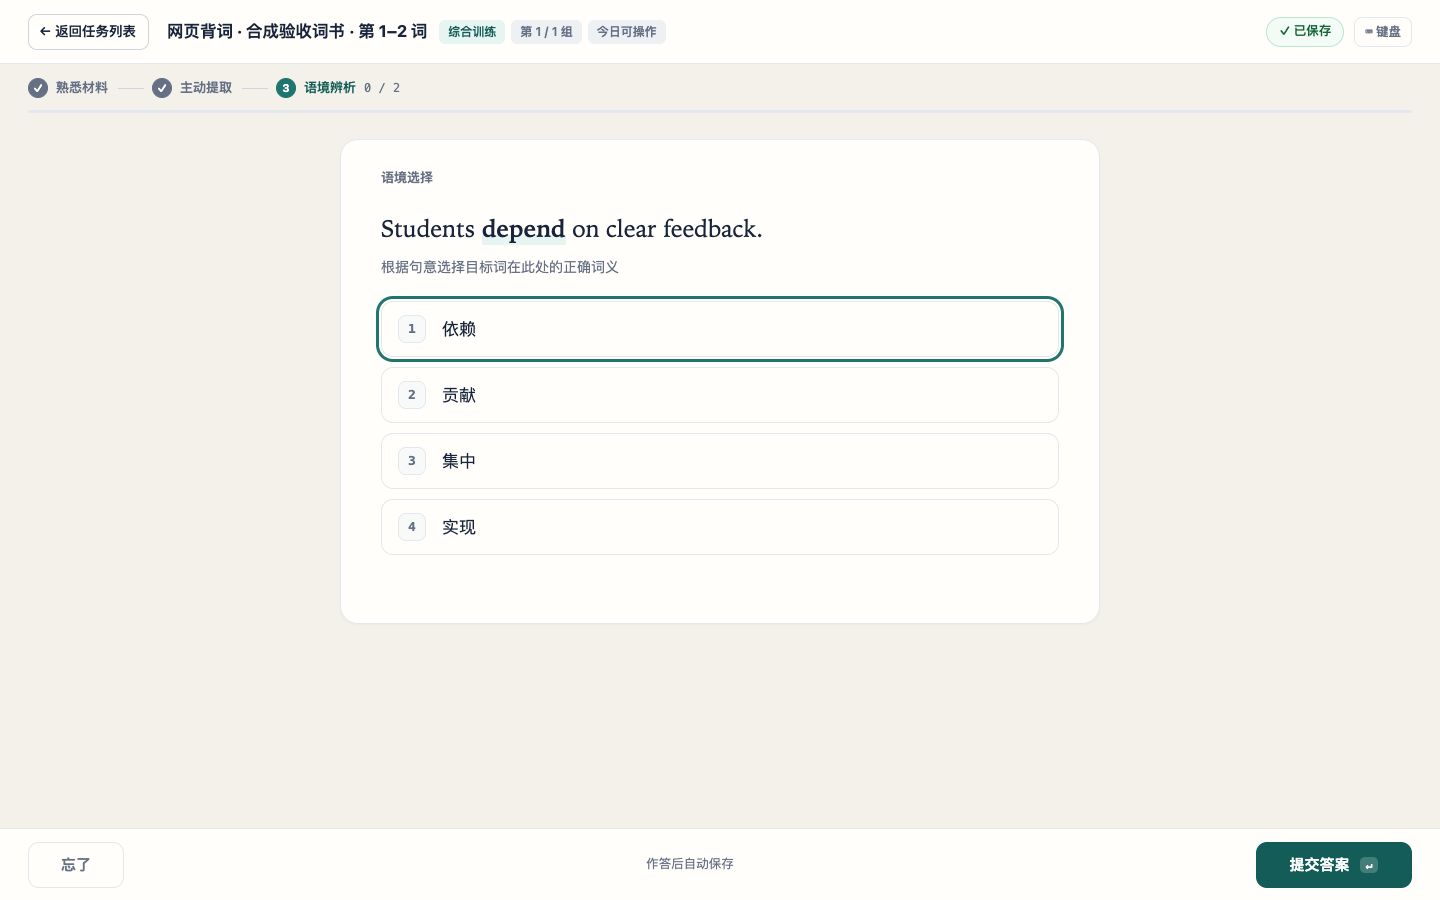 ← 返回任务列表 网页背词 · 合成验收词书 · 第 1–2 词 综合训练 第 1 / 1 组 今日可操作 ✓ 已保存 ⌨ 键盘
✓ 熟悉材料 ✓ 主动提取 3 语境辨析 0 / 2
语境选择
Students depend on clear feedback.
根据句意选择目标词在此处的正确词义
1 依赖
2 贡献
3 集中
4 实现
忘了 作答后自动保存 提交答案 ↵